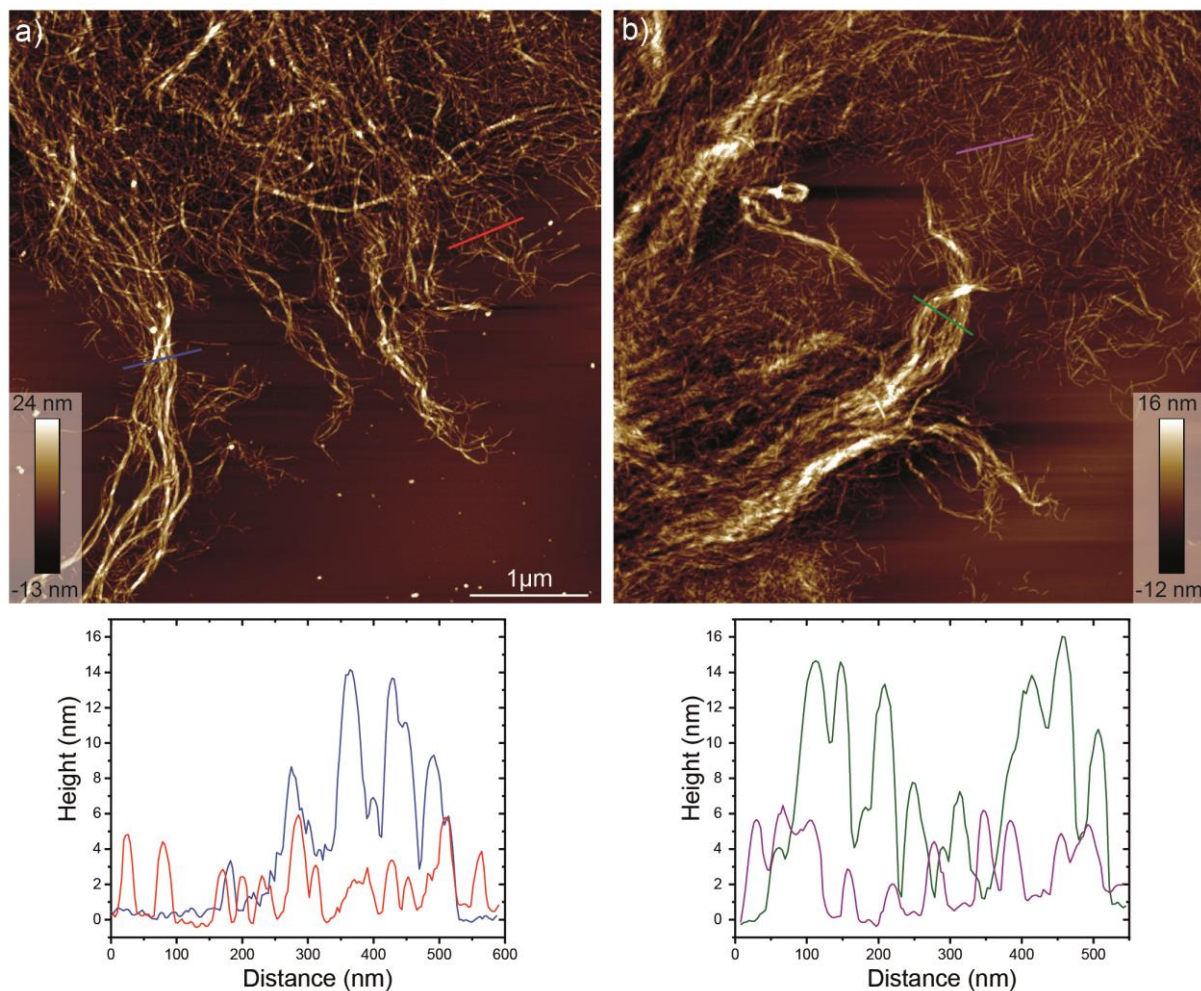 a)
b)
24 nm
-13 nm
1µm
16 nm
-12 nm
16
14
12
10
8
6
4
2
0
Height (nm)
0 100 200 300 400 500 600
Distance (nm)
16
14
12
10
8
6
4
2
0
Height (nm)
0 100 200 300 400 500
Distance (nm)